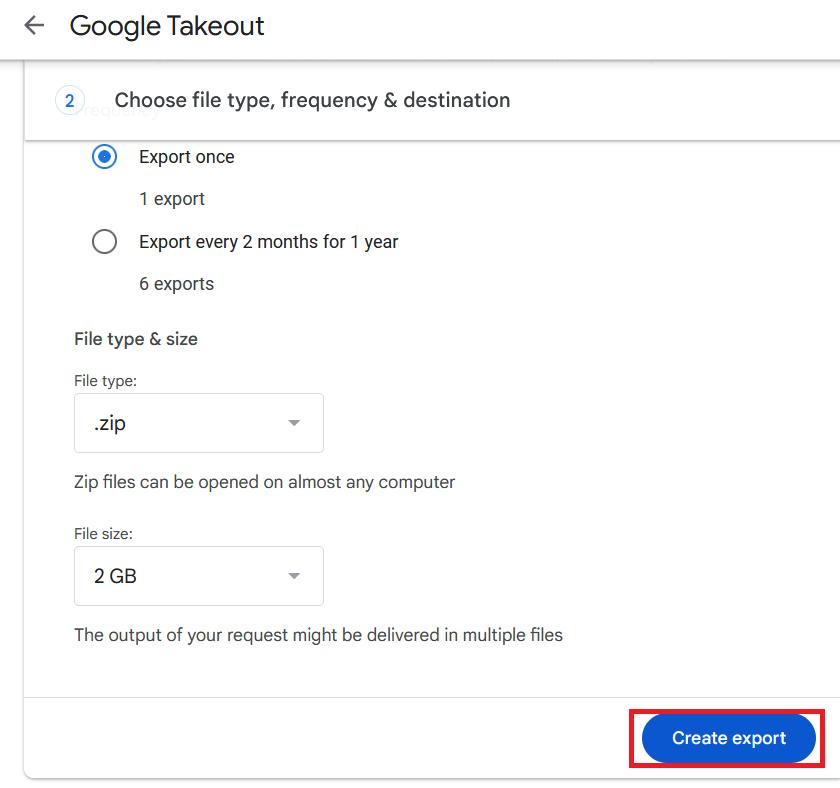 Google Takeout
2 Choose file type, frequency & destination
Frequency
Export once
1 export
Export every 2 months for 1 year
6 exports
File type & size
File type:
.zip
Zip files can be opened on almost any computer
File size:
2 GB
The output of your request might be delivered in multiple files
Create export